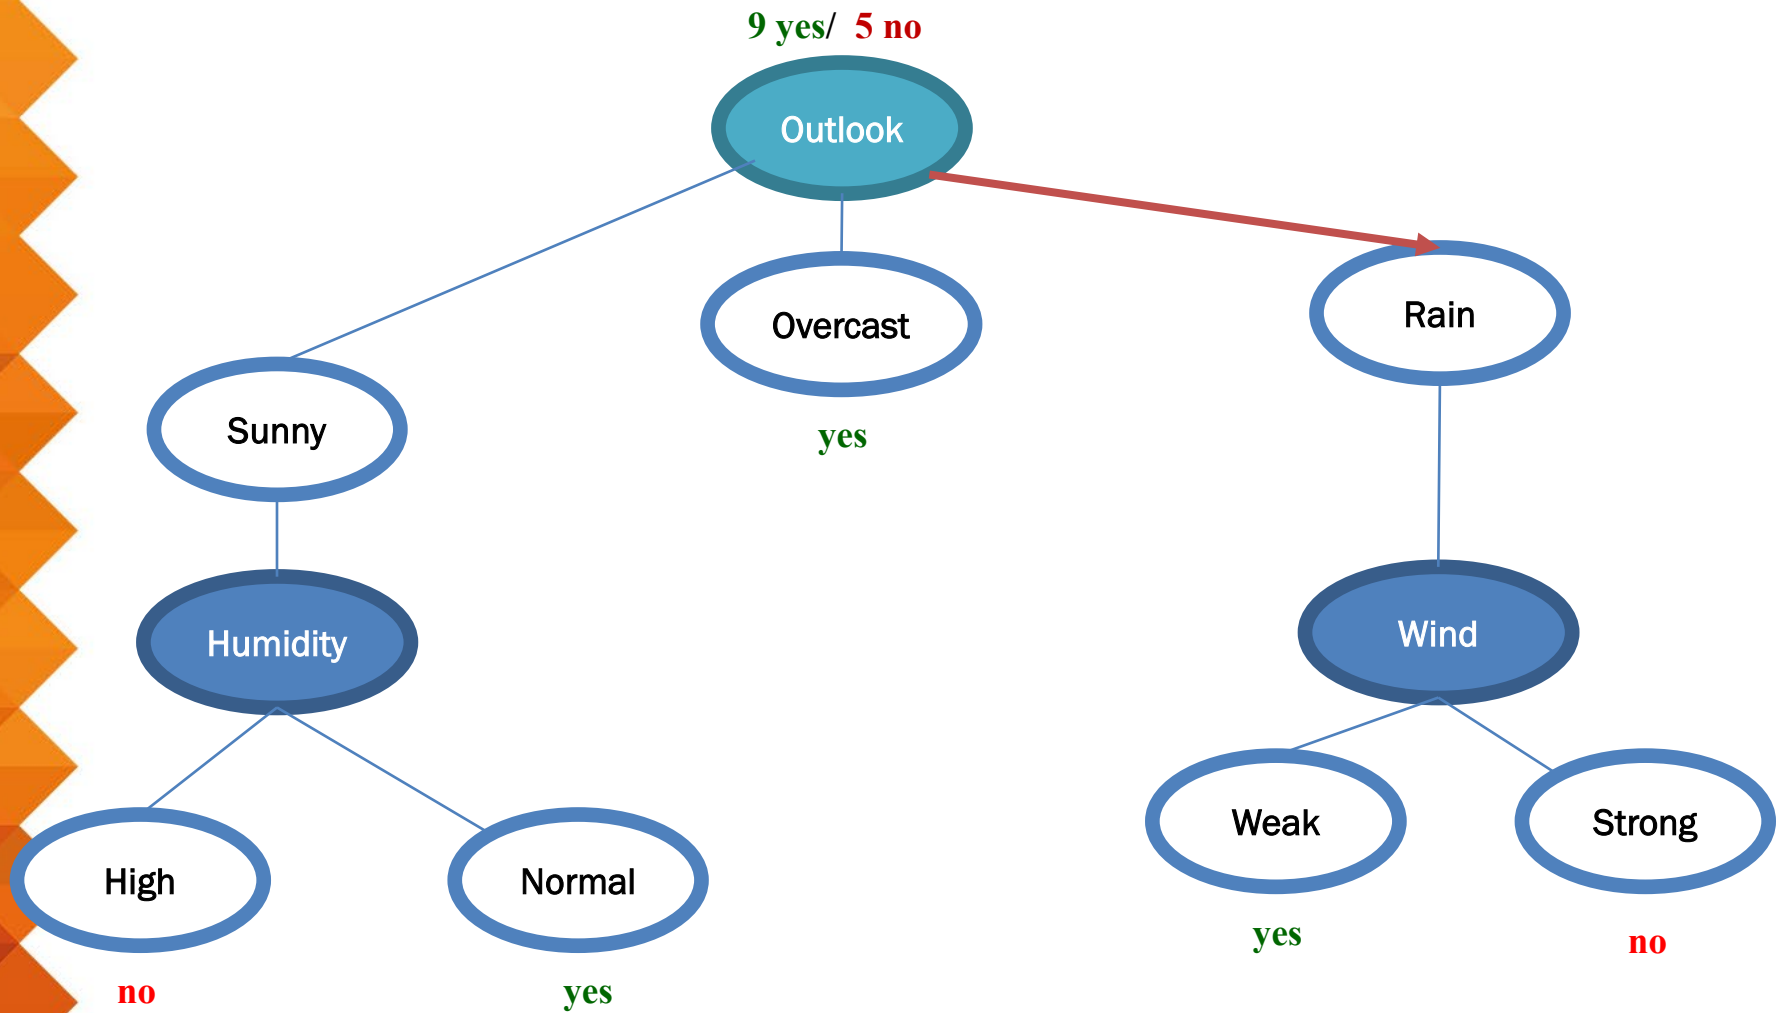 9 yes/ 5 no
Outlook
Overcast
yes
Rain
Sunny
Humidity
Wind
High
no
Normal
yes
Weak
yes
Strong
no